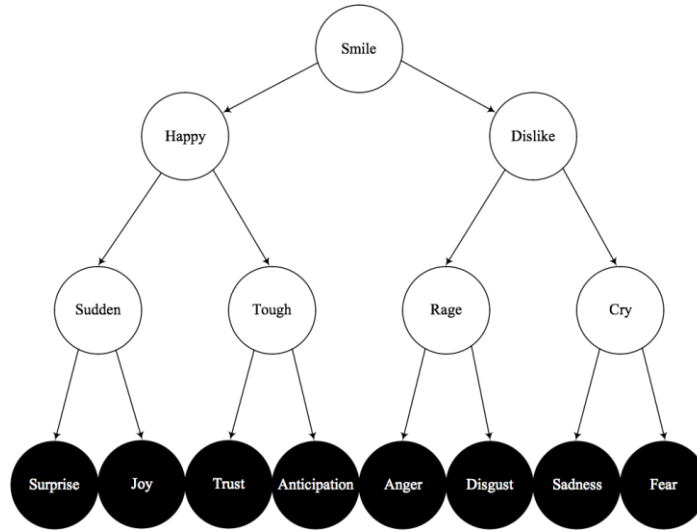 Smile
Happy
Dislike
Sudden
Tough
Rage
Cry
Surprise
Joy
Trust
Anticipation
Anger
Disgust
Sadness
Fear